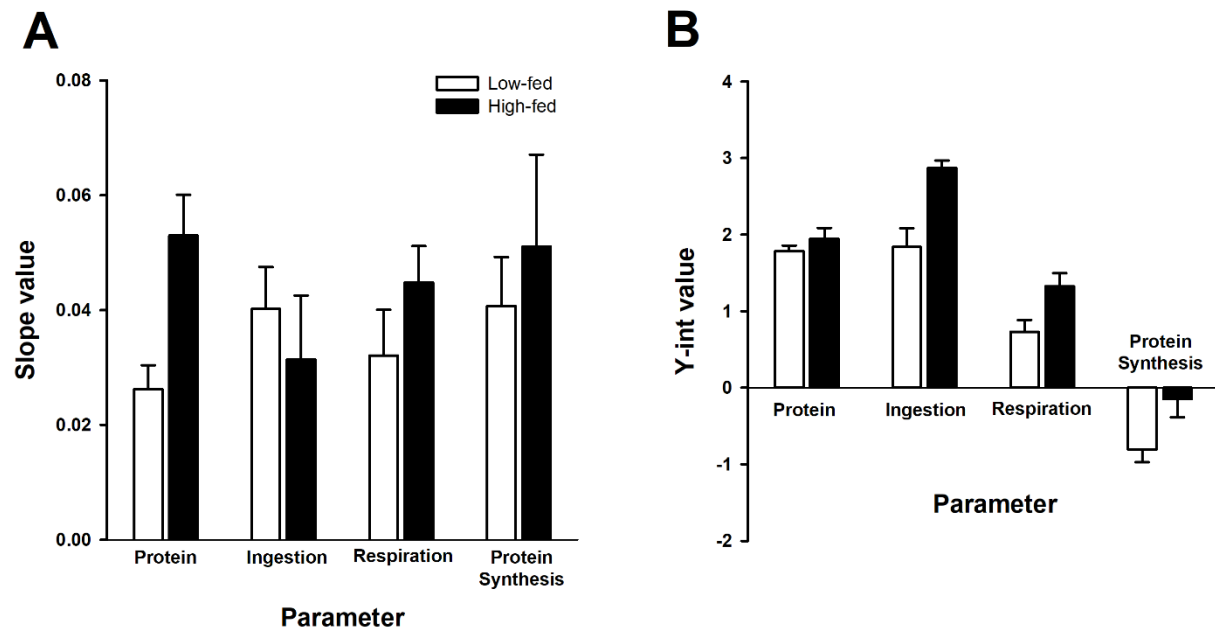 A
Slope value
0.08
0.06
0.04
0.02
0.00
Low-fed
High-fed
Protein
Ingestion
Respiration
Protein
Synthesis
Parameter
B
Y-int value
4
3
2
1
0
-1
-2
Protein
Ingestion
Respiration
Protein
Synthesis
Parameter